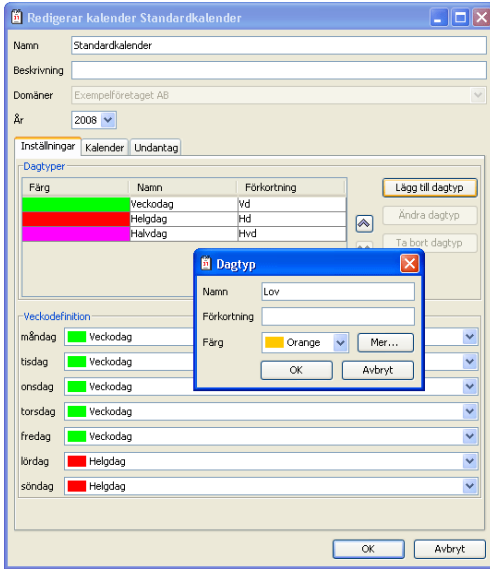 Redigerar kalender Standardkalender
Namn Standardkalender
Beskrivning
Domäner Exempelföretaget AB
År 2008
Inställningar Kalender Undantag
Dagtyper
Färg Namn Förkortning
Lägg till dagtyp
Veckodag Vd
Helgdag Hd
Ändra dagtyp
Halvdag Hvd
Ta bort dagtyp
Dagtyp
Namn Lov
Förkortning
Färg Orange Mer...
OK Avbryt
Veckodefinition
måndag Veckodag
tisdag Veckodag
onsdag Veckodag
torsdag Veckodag
fredag Veckodag
lördag Helgdag
söndag Helgdag
OK Avbryt